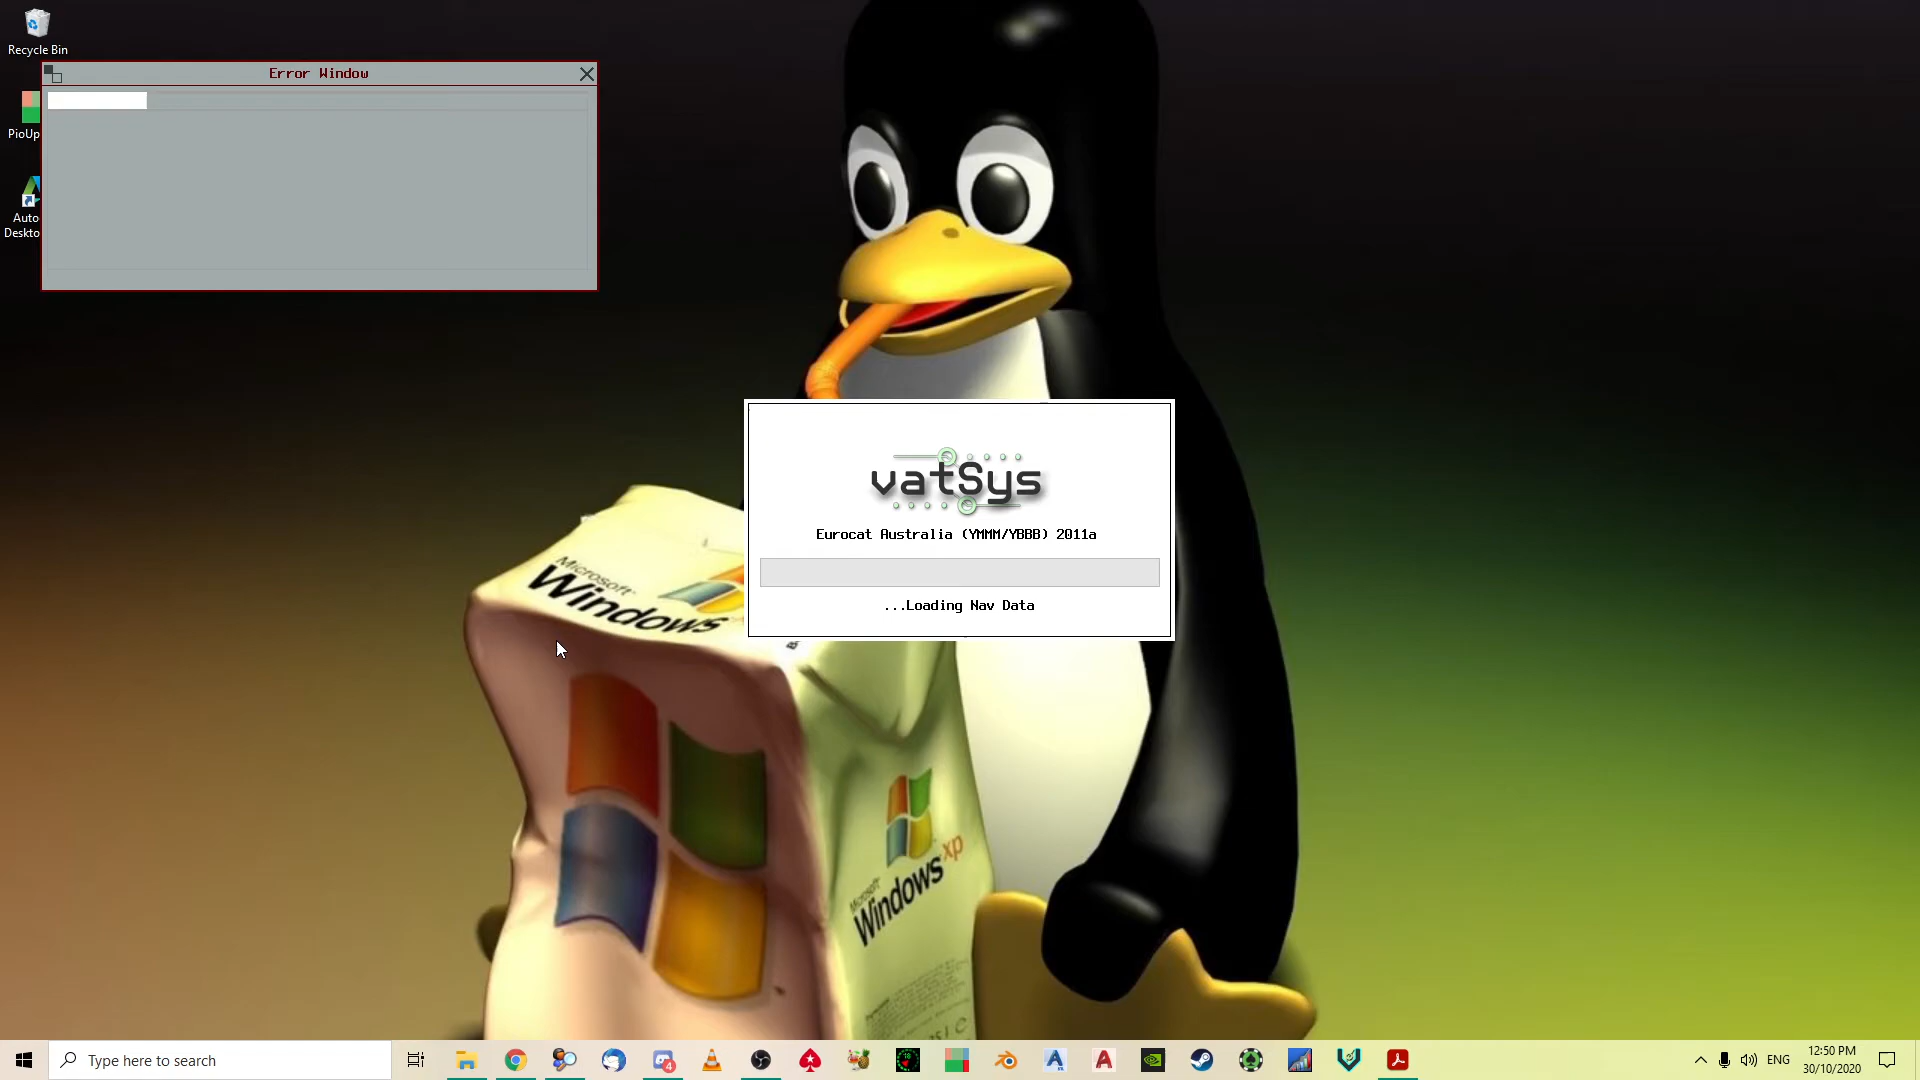 Recycle Bin
Error Window
PioUp
Auto
Deskto
vatSys
Eurocat Australia (YMMM/YBBB) 2011a
...Loading Nav Data
Microsoft
Windows
Microsoft
Windows xp
Type here to search
4
ENG
12:50 PM
30/10/2020